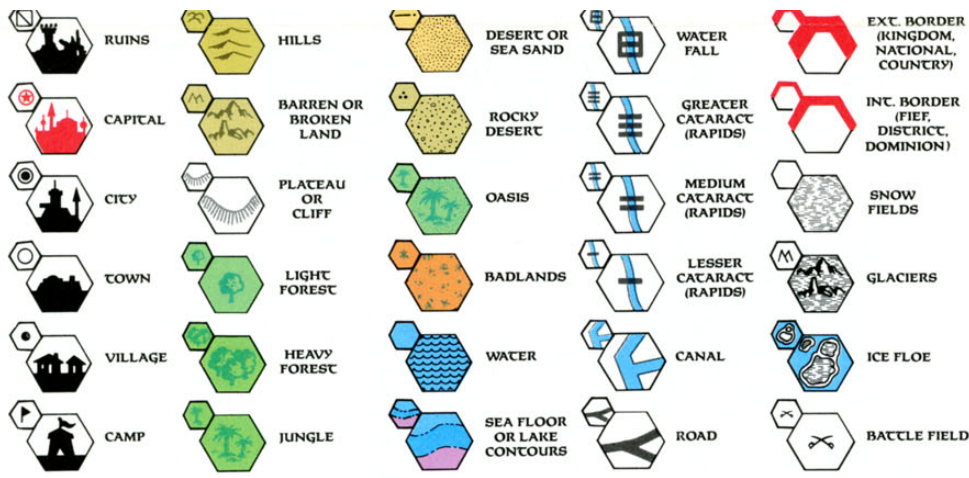 RUINS
CAPITAL
CITY
TOWN
VILLAGE
CAMP
HILLS
BARREN OR
BROKEN
LAND
PLATEAU
OR
CLIFF
LIGHT
FOREST
HEAVY
FOREST
JUNGLE
DESERT OR
SEA SAND
ROCKY
DESERT
OASIS
BADLANDS
WATER
SEA FLOOR
OR LAKE
CONTOURS
WATER
FALL
GREATER
CATARACT
(RAPIDS)
MEDIUM
CATARACT
(RAPIDS)
LESSER
CATARACT
(RAPIDS)
CANAL
ROAD
EXT. BORDER
(KINGDOM,
NATIONAL,
COUNTRY)
INT. BORDER
(FIEF,
DISTRICT,
DOMINION)
SNOW
FIELDS
GLACIERS
ICE FLOE
BATTLE FIELD